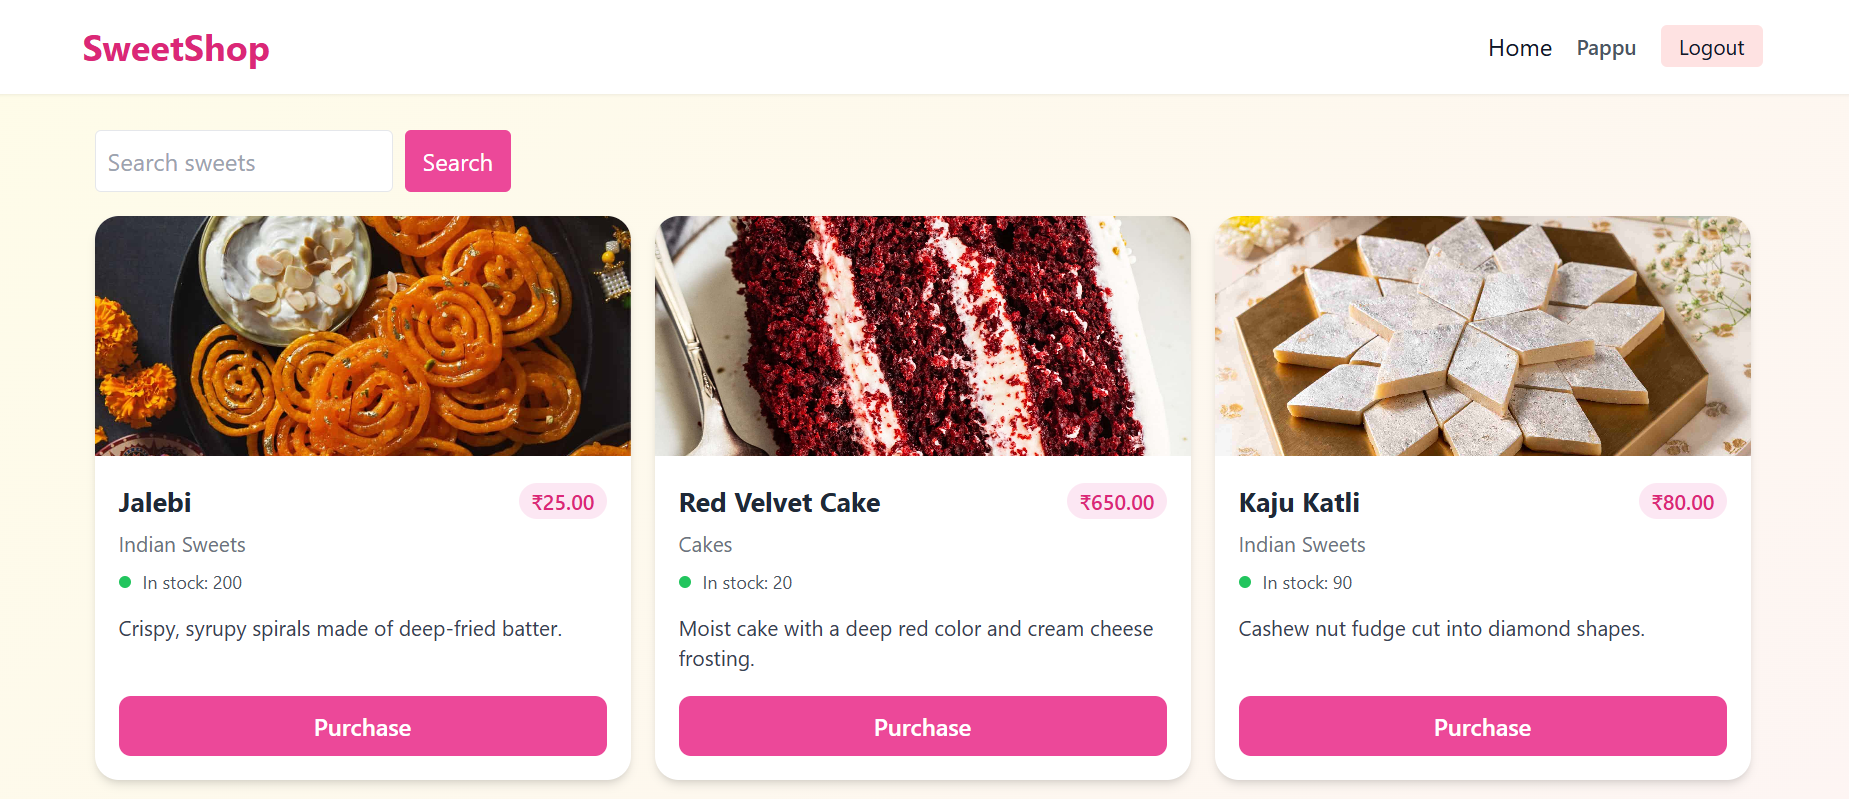 SweetShop
Home Pappu Logout
Search sweets Search
Jalebi ₹25.00
Indian Sweets
In stock: 200
Crispy, syrupy spirals made of deep-fried batter.
Purchase
Red Velvet Cake ₹650.00
Cakes
In stock: 20
Moist cake with a deep red color and cream cheese
frosting.
Purchase
Kaju Katli ₹80.00
Indian Sweets
In stock: 90
Cashew nut fudge cut into diamond shapes.
Purchase